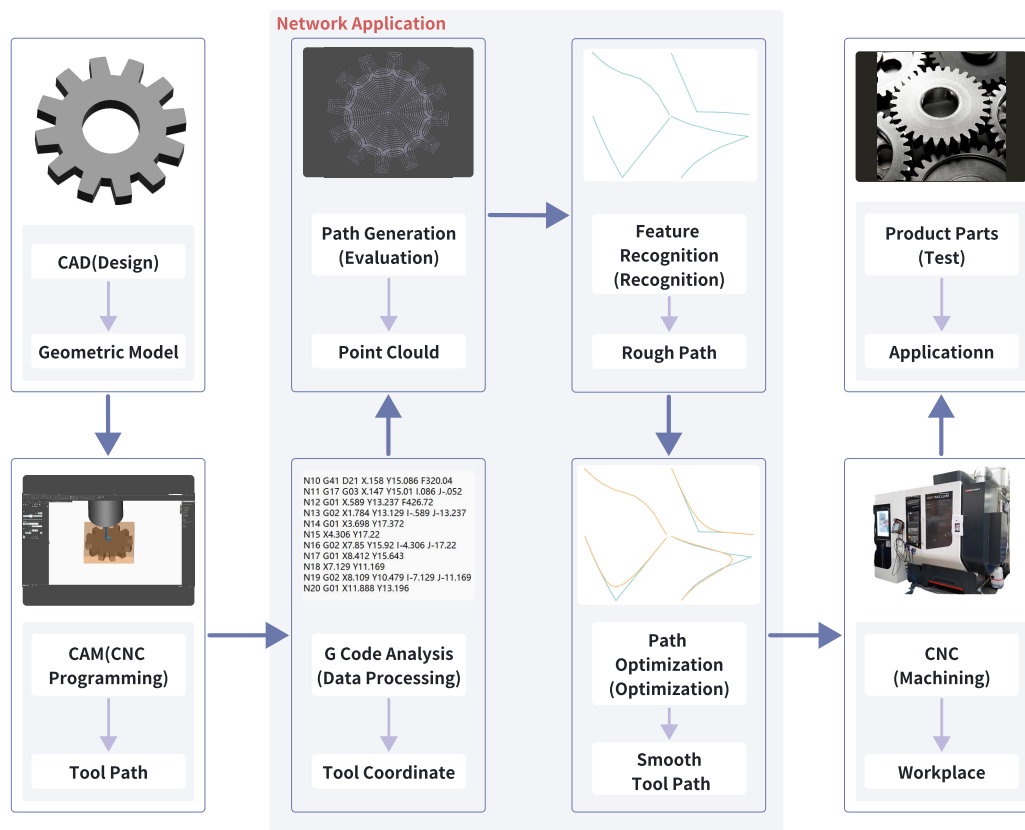 Network Application
CAD(Design)
Geometric Model
CAM(CNC
Programming)
Tool Path
N10 G41 D21 X.158 Y15.086 F320.04
N11 G17 G03 X.147 Y15.01 I.086 J-.052
N12 G01 X.589 Y13.237 F426.72
N13 G02 X1.784 Y13.129 I-.589 J-13.237
N14 G01 X3.698 Y17.372
N15 X4.306 Y17.22
N16 G02 X7.85 Y15.92 I-4.306 J-17.22
N17 G01 X8.412 Y15.643
N18 X7.129 Y11.169
N19 G02 X8.109 Y10.479 I-7.129 J-11.169
N20 G01 X11.888 Y13.196
G Code Analysis
(Data Processing)
Tool Coordinate
Path Generation
(Evaluation)
Point Clould
Feature
Recognition
(Recognition)
Rough Path
Path
Optimization
(Optimization)
Smooth
Tool Path
CNC
(Machining)
Workplace
Product Parts
(Test)
Applicationn